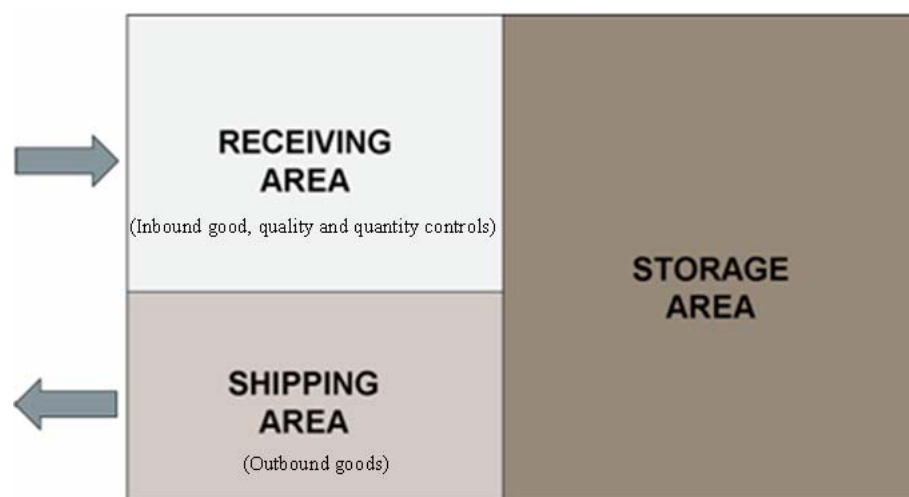 RECEIVING
AREA
(Inbound good, quality and quantity controls)
STORAGE
AREA
SHIPPING
AREA
(Outbound goods)